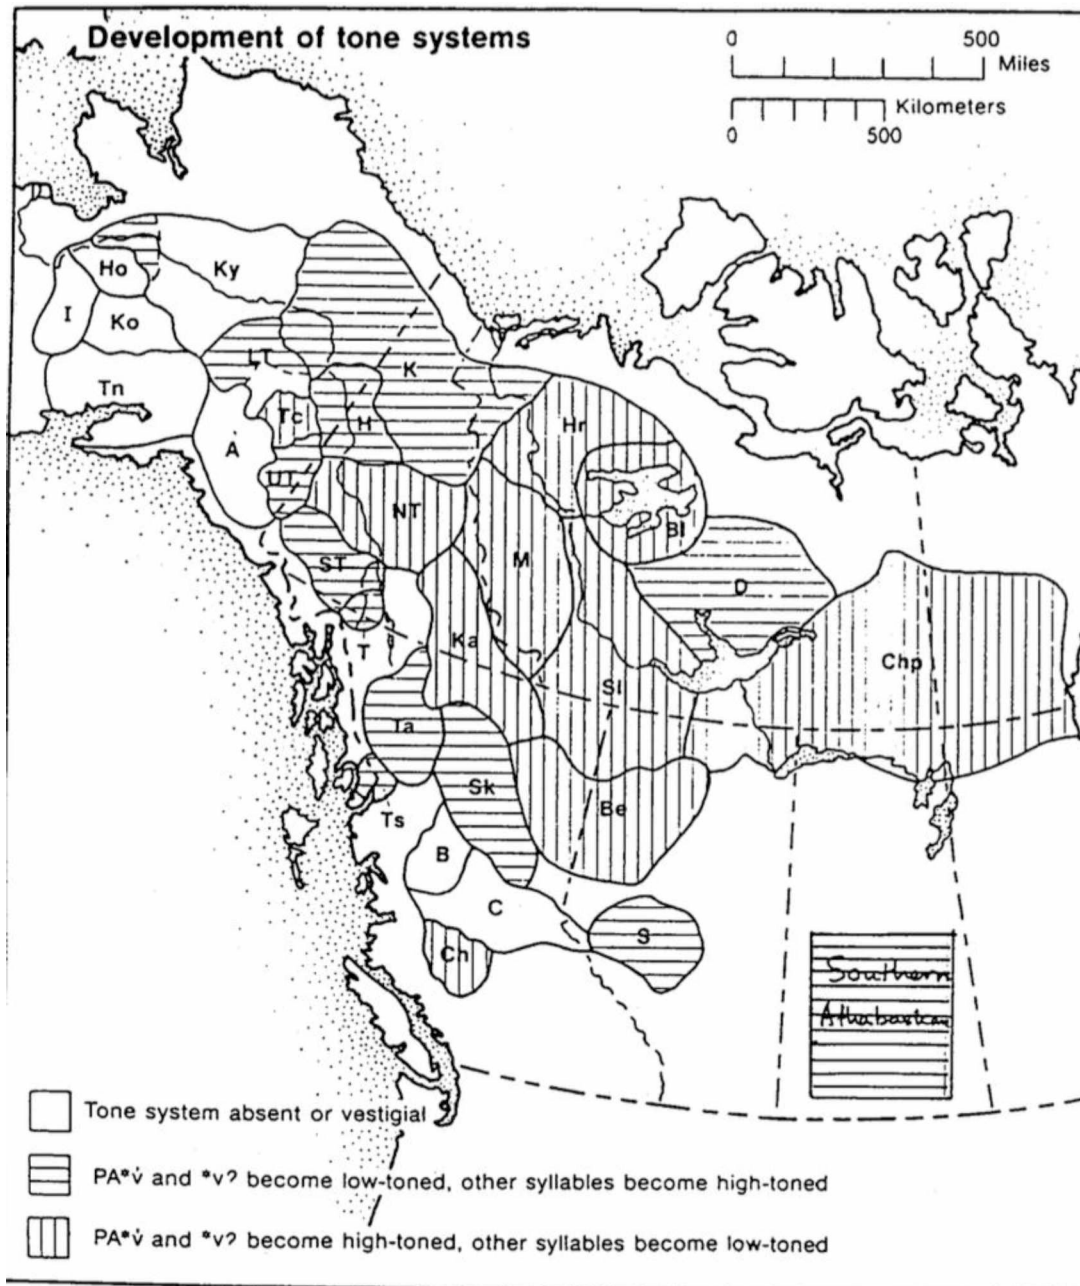 Development of tone systems
0 500
Miles
Kilometers
0 500
Ho
Ky
I
Ko
Tn
LT
K
Tc
H
A
Hr
UT
NT
Bl
ST
M
D
T
Ka
Chp
Sl
Ta
Sk
Be
Ts
B
C
S
Ch
Southern
Athabaskan
Tone system absent or vestigial
PA*v̇ and *v? become low-toned, other syllables become high-toned
PA*v̇ and *v? become high-toned, other syllables become low-toned